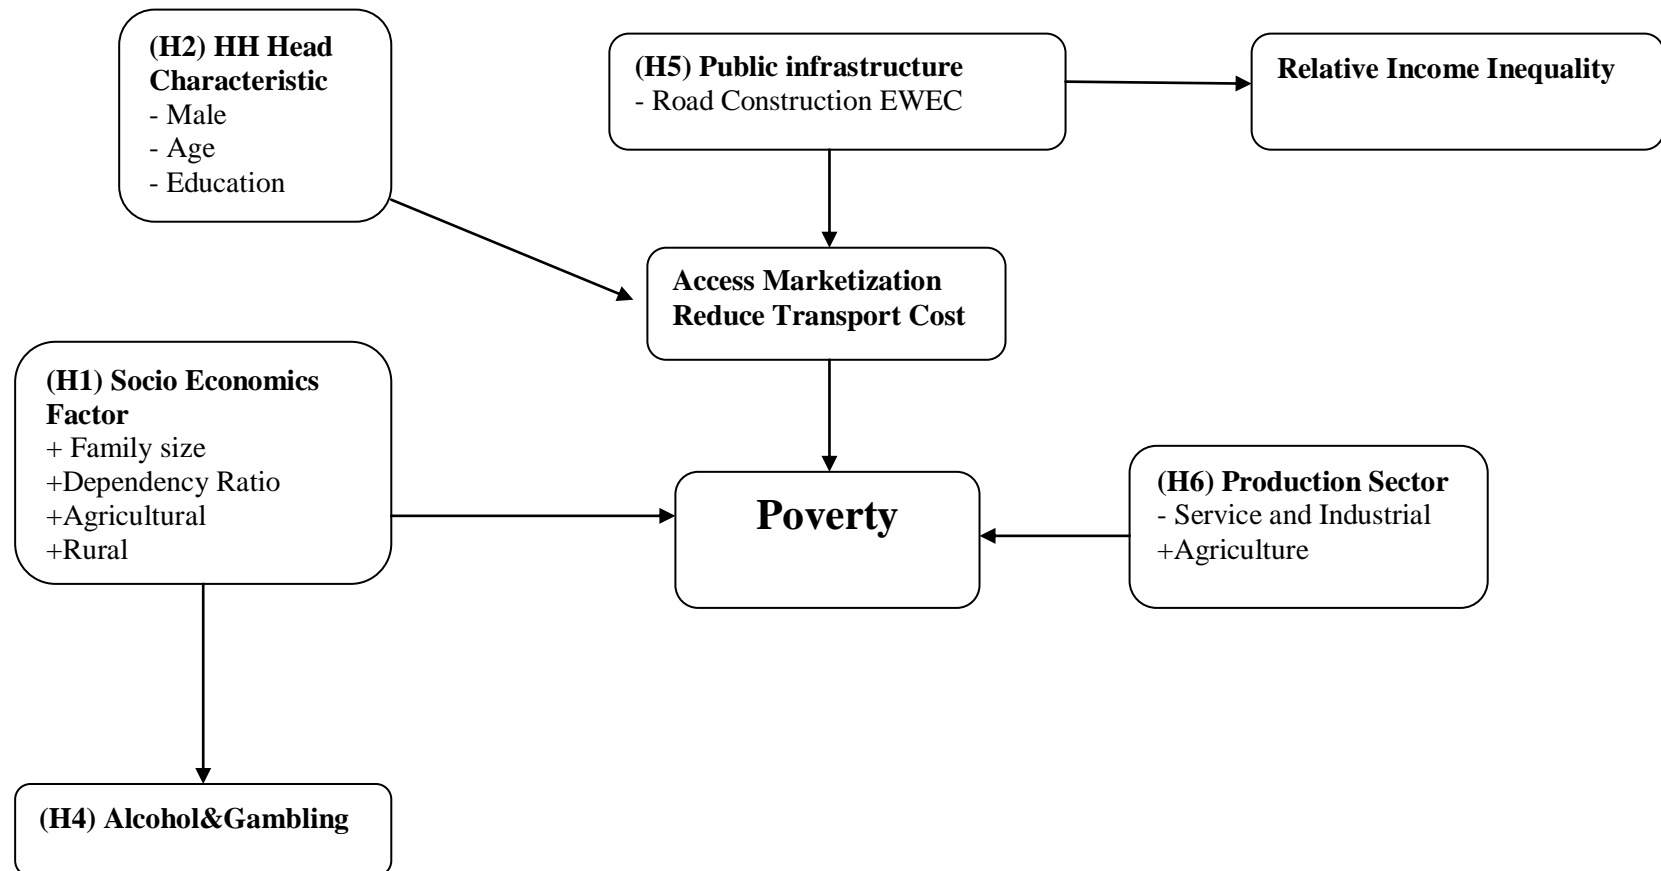 (H2) HH Head
Characteristic
- Male
- Age
- Education
(H5) Public infrastructure
- Road Construction EWEC
Relative Income Inequality
Access Marketization
Reduce Transport Cost
(H1) Socio Economics
Factor
+ Family size
+Dependency Ratio
+Agricultural
+Rural
Poverty
(H6) Production Sector
- Service and Industrial
+Agriculture
(H4) Alcohol&Gambling